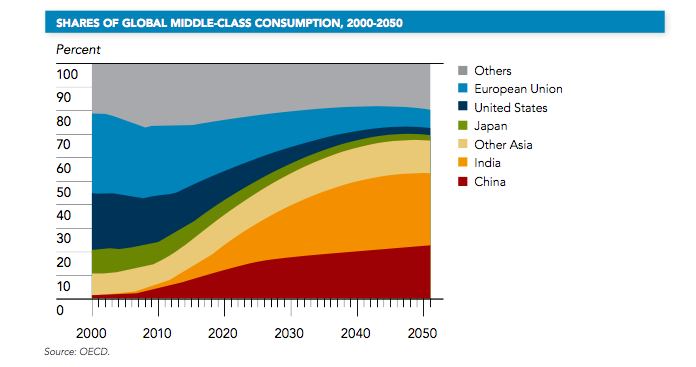 SHARES OF GLOBAL MIDDLE-CLASS CONSUMPTION, 2000-2050
Percent
100
90
80
70
60
50
40
30
20
10
0
2000 2010 2020 2030 2040 2050
Others
European Union
United States
Japan
Other Asia
India
China
Source: OECD.